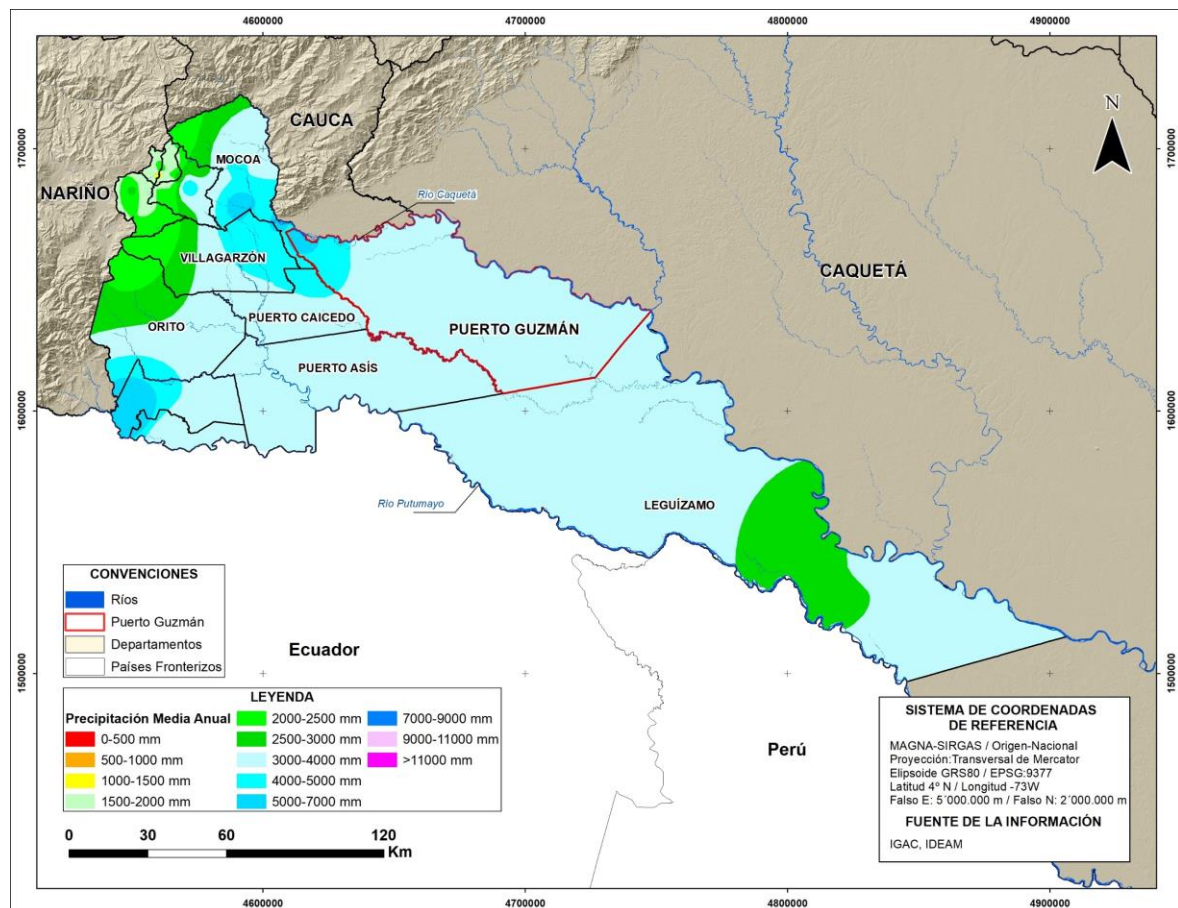 4600000
4700000
4800000
4900000
1700000
1700000
CAUCA
N
MOCOA
NARIÑO
Río Caquetá
VILLAGARZÓN
CAQUETÁ
ORITO
PUERTO CAICEDO
PUERTO GUZMÁN
PUERTO ASÍS
1600000
1600000
Río Putumayo
LEGUÍZAMO
CONVENCIONES
Ríos
Puerto Guzmán
Departamentos
Países Fronterizos
Ecuador
1500000
1500000
Perú
LEYENDA
Precipitación Media Anual
0-500 mm
500-1000 mm
1000-1500 mm
1500-2000 mm
2000-2500 mm
2500-3000 mm
3000-4000 mm
4000-5000 mm
5000-7000 mm
7000-9000 mm
9000-11000 mm
>11000 mm
0 30 60 120
Km
SISTEMA DE COORDENADAS
DE REFERENCIA
MAGNA-SIRGAS / Origen-Nacional
Proyección:Transversal de Mercator
Elipsoide GRS80 / EPSG:9377
Latitud 4º N / Longitud -73W
Falso E: 5´000.000 m / Falso N: 2´000.000 m
FUENTE DE LA INFORMACIÓN
IGAC, IDEAM
4600000
4700000
4800000
4900000